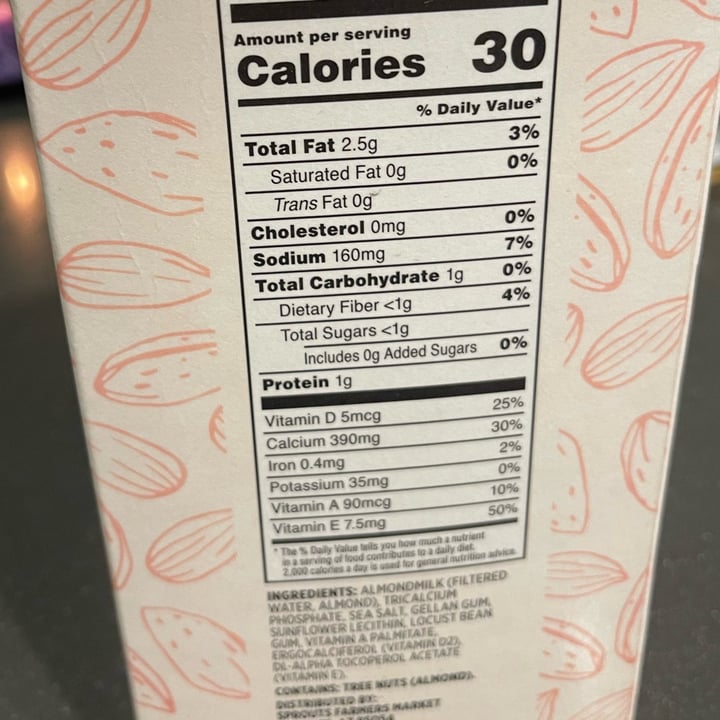 Amount per serving
Calories 30
% Daily Value*
Total Fat 2.5g 3%
Saturated Fat 0g 0%
Trans Fat 0g
Cholesterol 0mg 0%
Sodium 160mg 7%
Total Carbohydrate 1g 0%
Dietary Fiber <1g 4%
Total Sugars <1g
Includes 0g Added Sugars 0%
Protein 1g
Vitamin D 5mcg 25%
Calcium 390mg 30%
Iron 0.4mg 2%
Potassium 35mg 0%
Vitamin A 90mcg 10%
Vitamin E 7.5mg 50%
* The % Daily Value tells you how much a nutrient
in a serving of food contributes to a daily diet.
2,000 calories a day is used for general nutrition advice.
INGREDIENTS: ALMONDMILK (FILTERED
WATER, ALMOND), TRICALCIUM
PHOSPHATE, SEA SALT, GELLAN GUM,
SUNFLOWER LECITHIN, LOCUST BEAN
GUM, VITAMIN A PALMITATE,
ERGOCALCIFEROL (VITAMIN D2),
DL-ALPHA TOCOPEROL ACETATE
(VITAMIN E).
CONTAINS: TREE NUTS (ALMOND).
DISTRIBUTED BY:
SPROUTS FARMERS MARKET